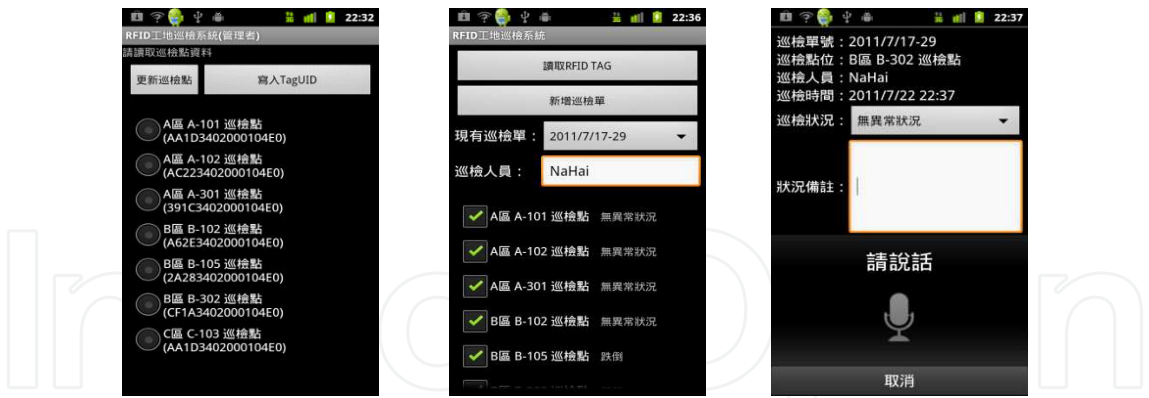 22:32
RFID工地巡檢系統(管理者)
請讀取巡檢點資料
更新巡檢點
寫入TagUID
A區 A-101 巡檢點
(AA1D3402000104E0)
A區 A-102 巡檢點
(AC223402000104E0)
A區 A-301 巡檢點
(391C3402000104E0)
B區 B-102 巡檢點
(A62E3402000104E0)
B區 B-105 巡檢點
(2A283402000104E0)
B區 B-302 巡檢點
(CF1A3402000104E0)
C區 C-103 巡檢點
(AA1D3402000104E0)
22:36
RFID工地巡檢系統
讀取RFID TAG
新增巡檢單
現有巡檢單： 2011/7/17-29
巡檢人員： NaHai
A區 A-101 巡檢點 無異常狀況
A區 A-102 巡檢點 無異常狀況
A區 A-301 巡檢點 無異常狀況
B區 B-102 巡檢點 無異常狀況
B區 B-105 巡檢點 跌倒
22:37
巡檢單號：2011/7/17-29
巡檢點位：B區 B-302 巡檢點
巡檢人員：NaHai
巡檢時間：2011/7/22 22:37
巡檢狀況： 無異常狀況
狀況備註：
請說話
取消